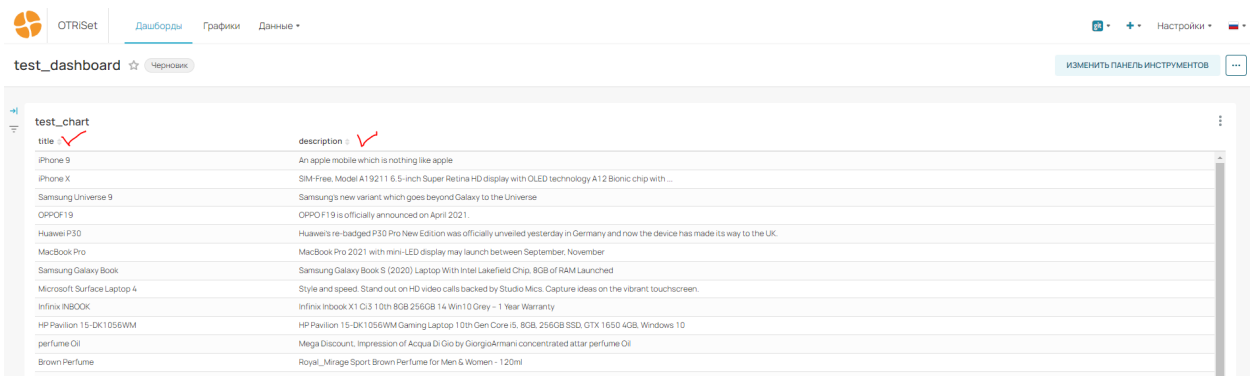 OTRiSet Дашборды Графики Данные git Настройки
test_dashboard Черновик ИЗМЕНИТЬ ПАНЕЛЬ ИНСТРУМЕНТОВ
test_chart
title description
iPhone 9 An apple mobile which is nothing like apple
iPhone X SIM-Free, Model A19211 6.5-inch Super Retina HD display with OLED technology A12 Bionic chip with ...
Samsung Universe 9 Samsung's new variant which goes beyond Galaxy to the Universe
OPPOF19 OPPO F19 is officially announced on April 2021.
Huawei P30 Huawei's re-badged P30 Pro New Edition was officially unveiled yesterday in Germany and now the device has made its way to the UK.
MacBook Pro MacBook Pro 2021 with mini-LED display may launch between September, November
Samsung Galaxy Book Samsung Galaxy Book S (2020) Laptop With Intel Lakefield Chip, 8GB of RAM Launched
Microsoft Surface Laptop 4 Style and speed. Stand out on HD video calls backed by Studio Mics. Capture ideas on the vibrant touchscreen.
Infinix INBOOK Infinix Inbook X1 Ci3 10th 8GB 256GB 14 Win10 Grey – 1 Year Warranty
HP Pavilion 15-DK1056WM HP Pavilion 15-DK1056WM Gaming Laptop 10th Gen Core i5, 8GB, 256GB SSD, GTX 1650 4GB, Windows 10
perfume Oil Mega Discount, Impression of Acqua Di Gio by GiorgioArmani concentrated attar perfume Oil
Brown Perfume Royal_Mirage Sport Brown Perfume for Men & Women - 120ml